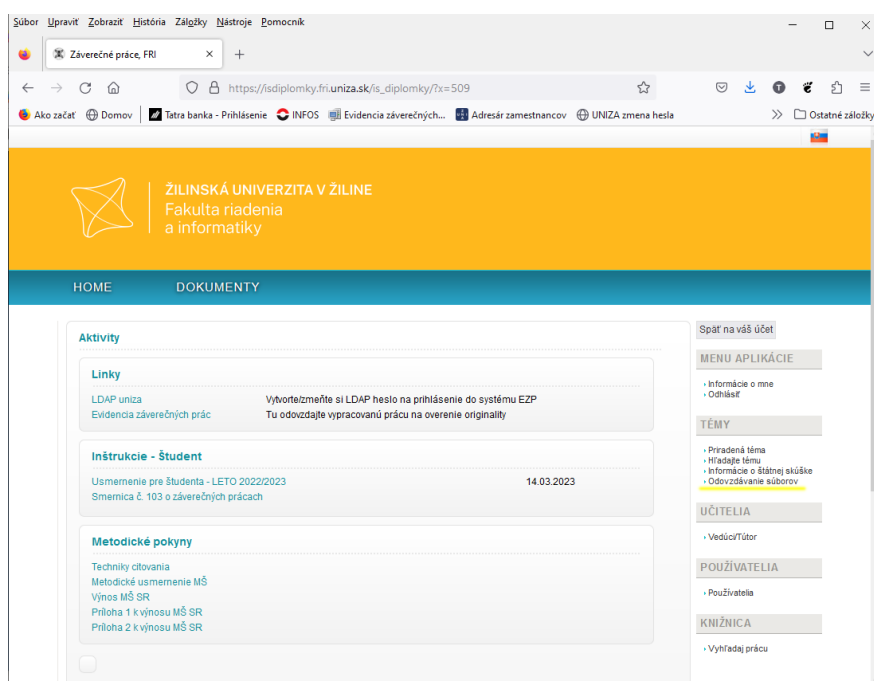 Súbor Upraviť Zobraziť História Záložky Nástroje Pomocník
Záverečné práce, FRI
https://isdiplomky.fri.uniza.sk/is_diplomky/?x=509
Ako začať Domov Tatra banka - Prihlásenie INFOS Evidencia záverečných... Adresár zamestnancov UNIZA zmena hesla Ostatné záložky
ŽILINSKÁ UNIVERZITA V ŽILINE
Fakulta riadenia
a informatiky
HOME DOKUMENTY
Aktivity
Linky
LDAP uniza Vytvorte/zmeňte si LDAP heslo na prihlásenie do systému EZP
Evidencia záverečných prác Tu odovzdajte vypracovanú prácu na overenie originality
Inštrukcie - Študent
Usmernenie pre študenta - LETO 2022/2023 14.03.2023
Smernica č. 103 o záverečných prácach
Metodické pokyny
Techniky citovania
Metodické usmernenie MŠ
Výnos MŠ SR
Príloha 1 k výnosu MŠ SR
Príloha 2 k výnosu MŠ SR
Späť na váš účet
MENU APLIKÁCIE
Informácie o mne
Odhlásiť
TÉMY
Priradená téma
Hľadajte tému
Informácie o štátnej skúške
Odovzdávanie súborov
UČITELIA
Vedúci/Tútor
POUŽÍVATELIA
Používatelia
KNIŽNICA
Vyhľadaj prácu